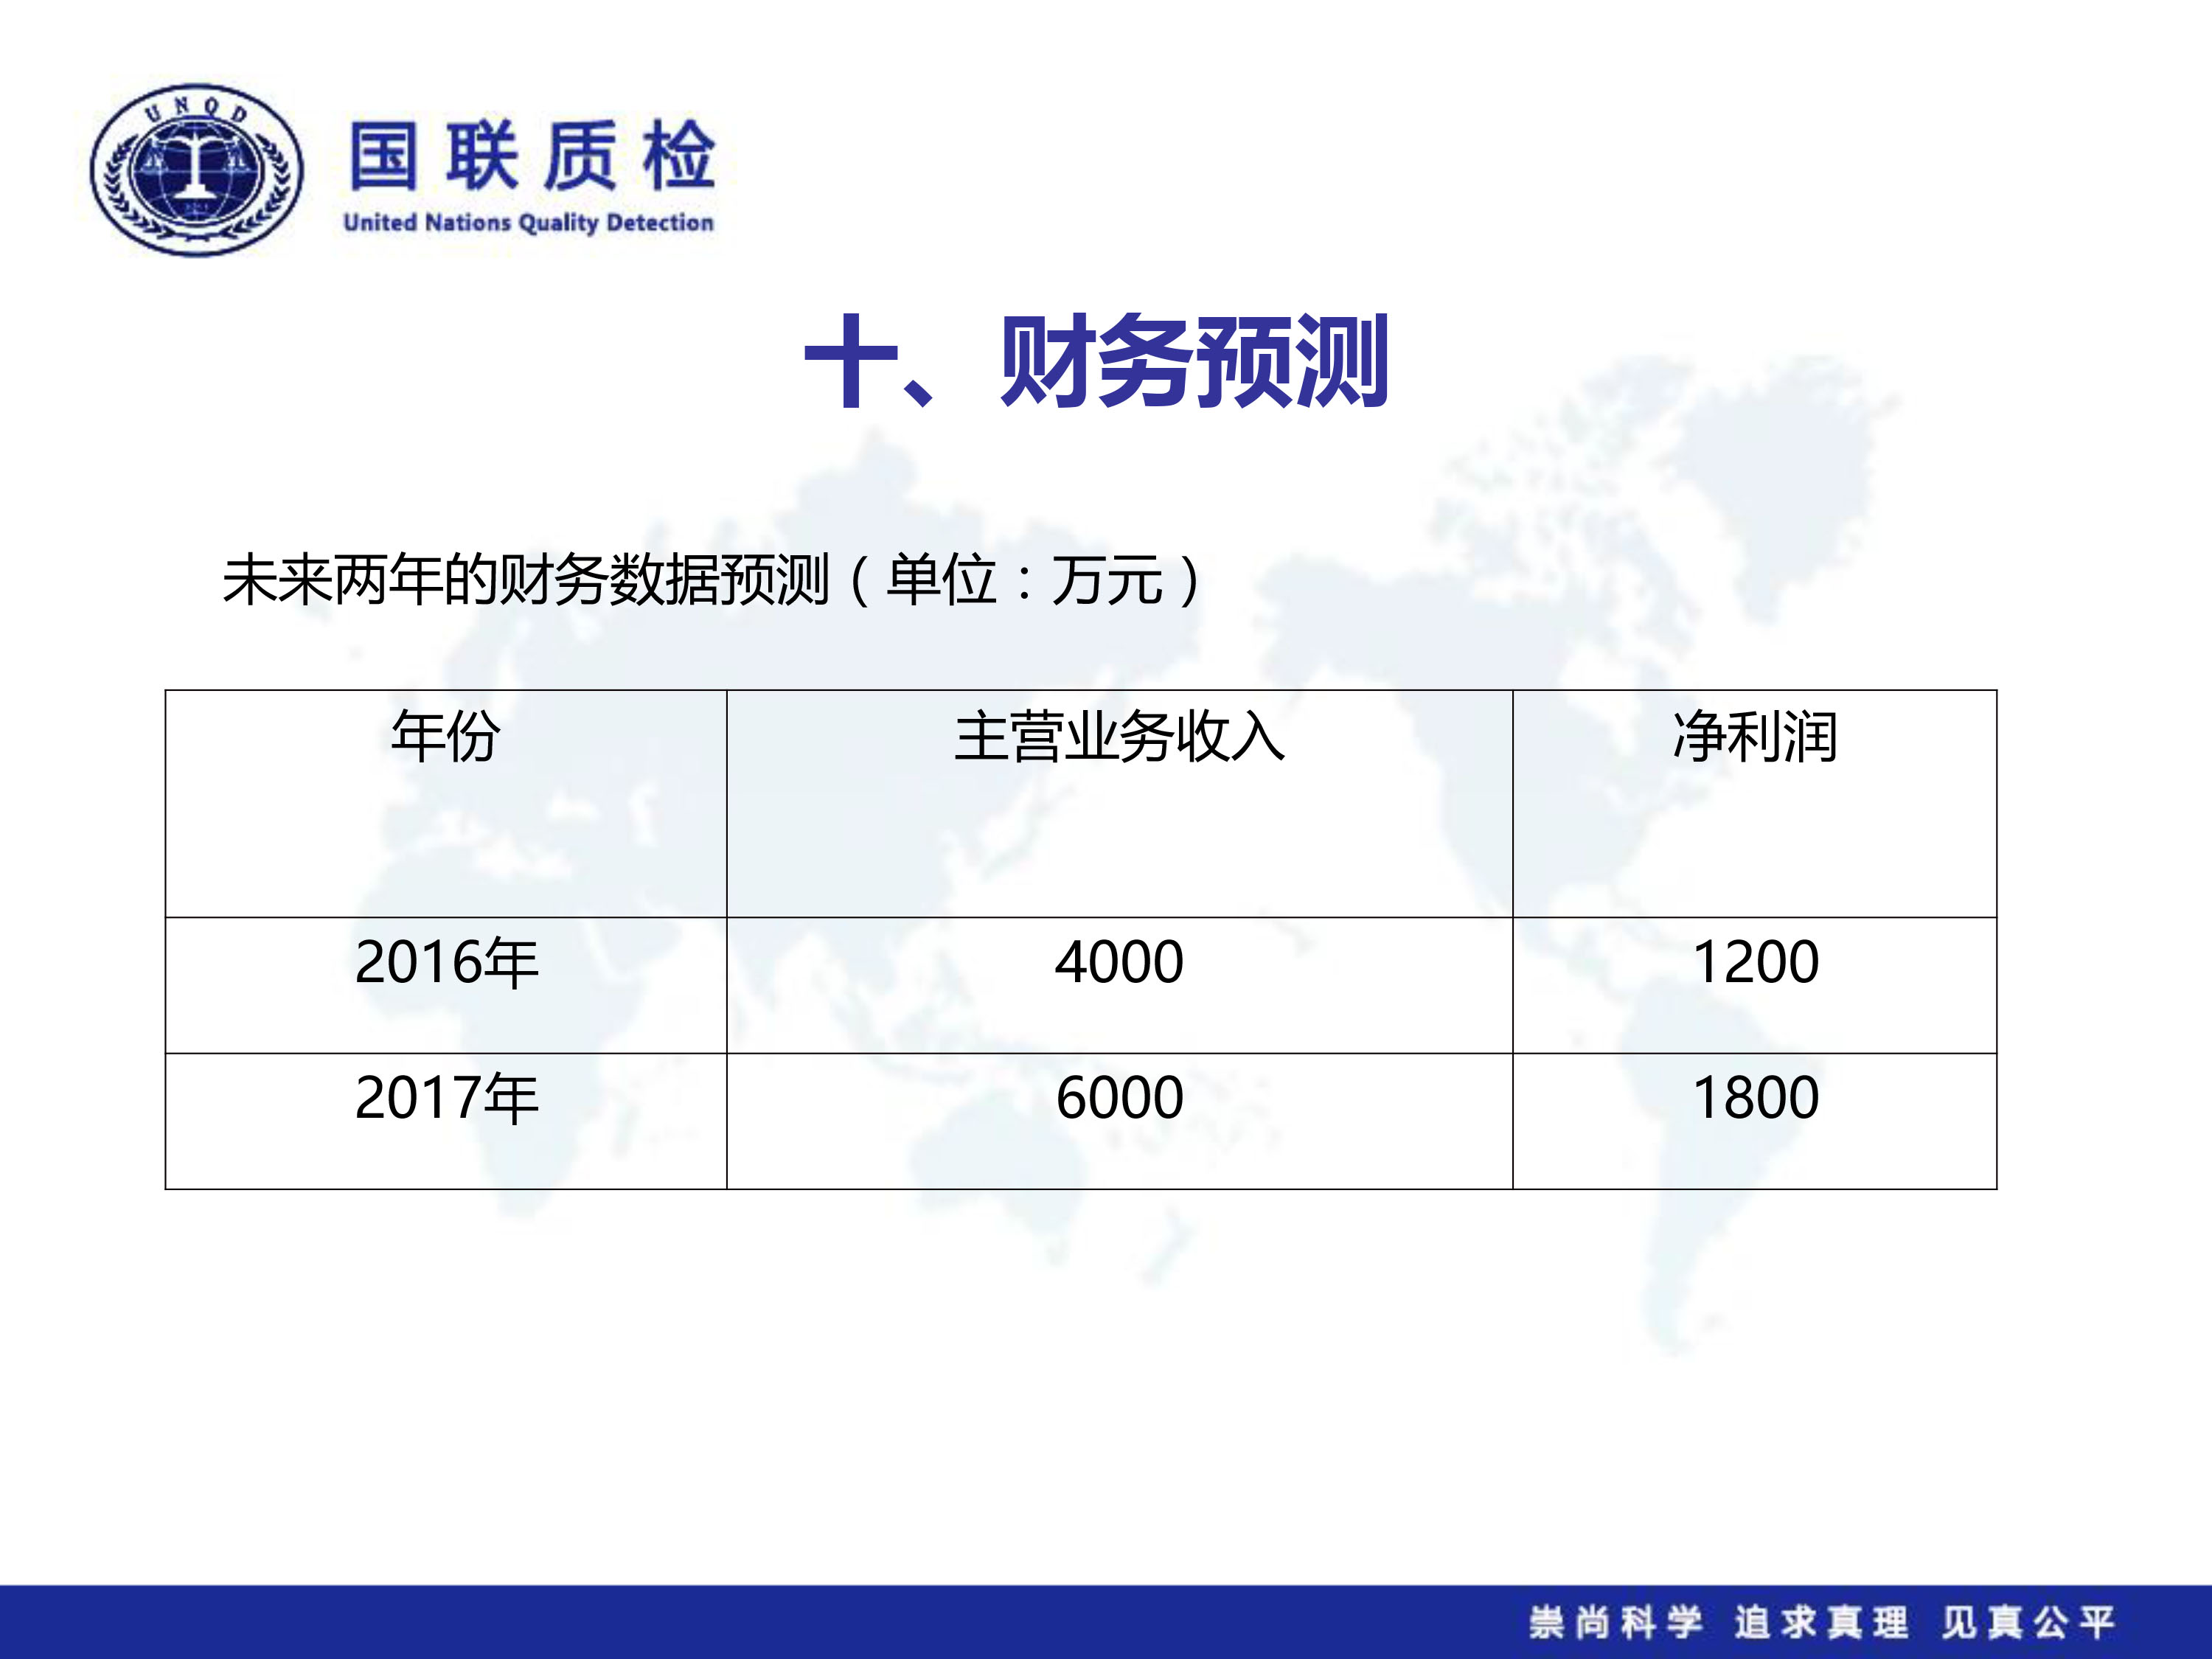 UNQD
国联质检
United Nations Quality Detection
十、财务预测
未来两年的财务数据预测（单位：万元）
年份 主营业务收入 净利润
2016年 4000 1200
2017年 6000 1800
崇尚科学 追求真理 见真公平